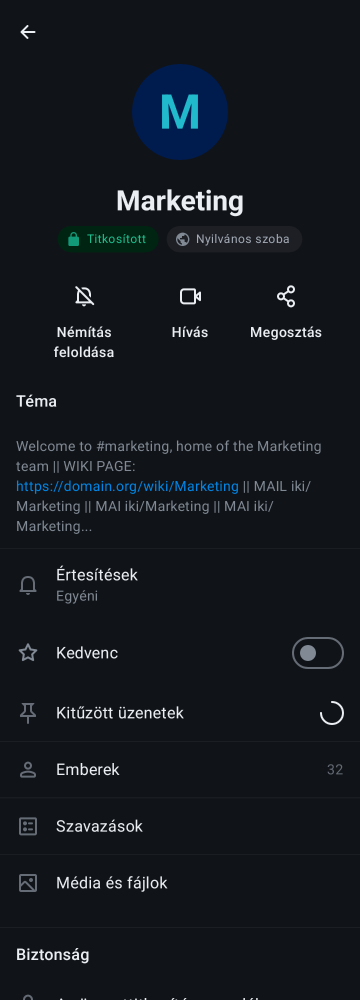 M
Marketing
Titkosított
Nyilvános szoba
Némítás
feloldása
Hívás
Megosztás
Téma
Welcome to #marketing, home of the Marketing
team || WIKI PAGE:
https://domain.org/wiki/Marketing || MAIL iki/
Marketing || MAI iki/Marketing || MAI iki/
Marketing...
Értesítések
Egyéni
Kedvenc
Kitűzött üzenetek
Emberek
32
Szavazások
Média és fájlok
Biztonság